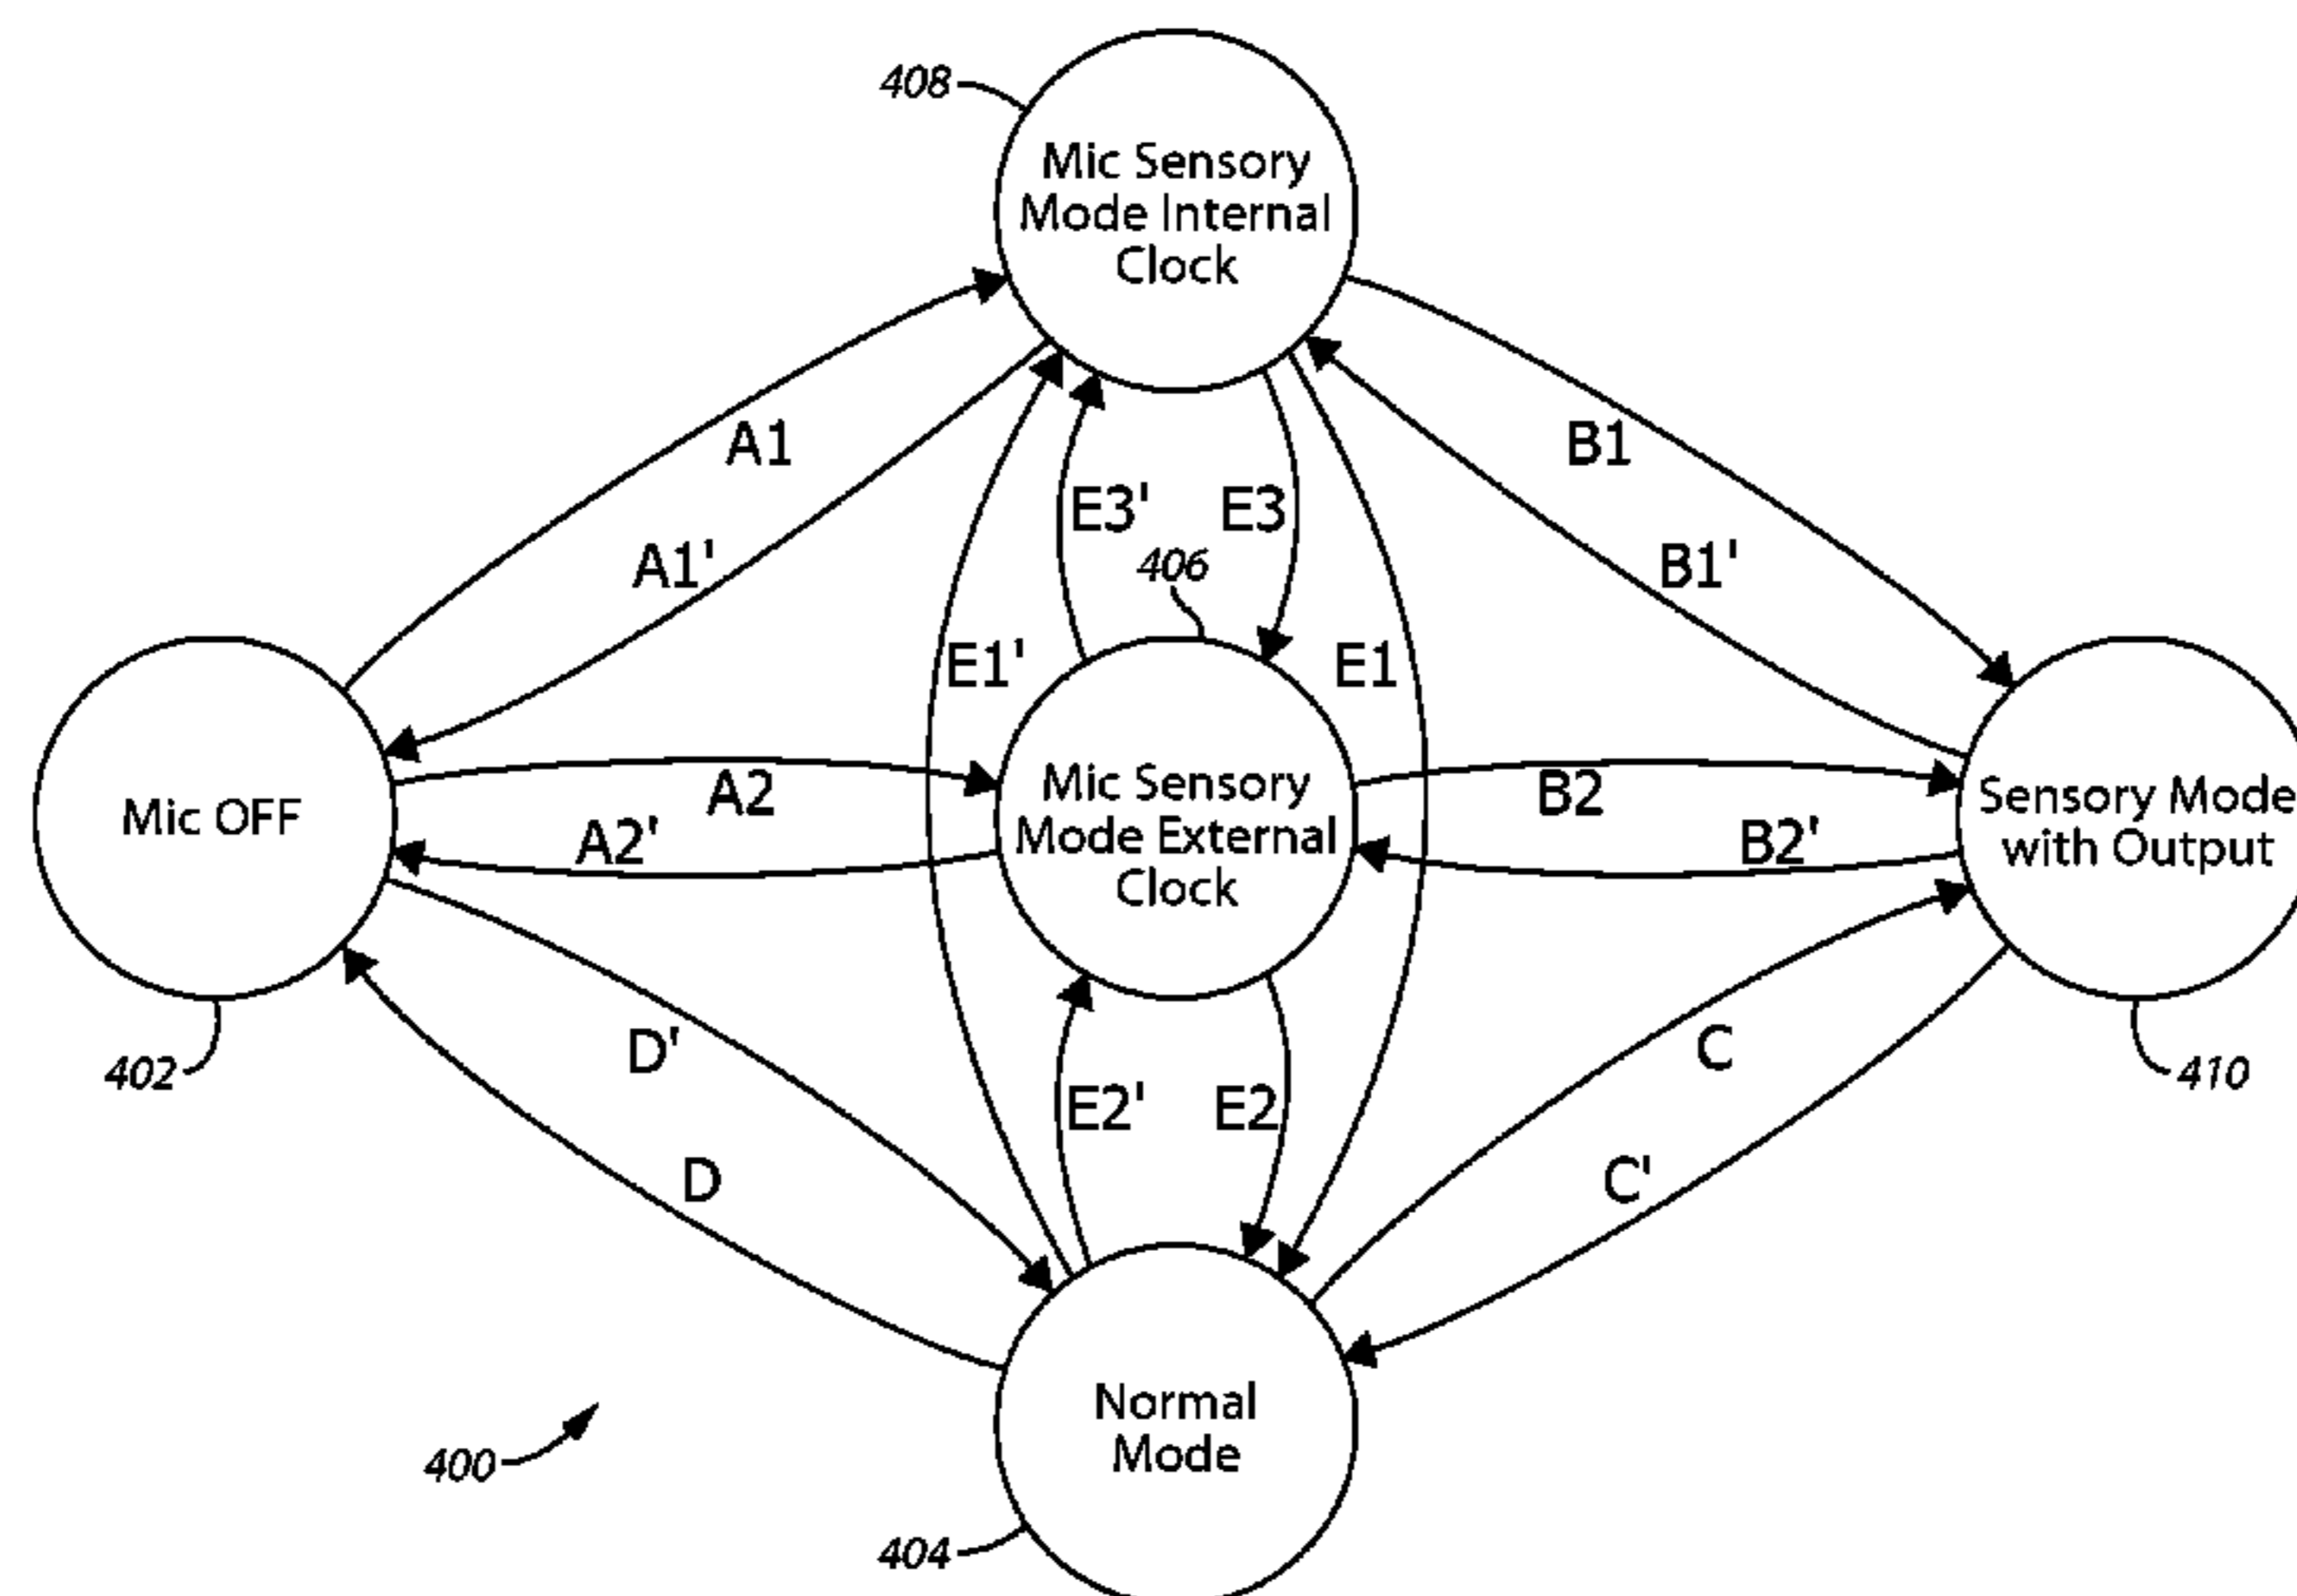 408
Mic Sensory
Mode Internal
Clock
A1
B1
E3'
E3
A1'
406
B1'
E1'
E1
Mic OFF
A2
A2'
Mic Sensory
Mode External
Clock
B2
B2'
Sensory Mode
with Output
402
D'
C
410
E2'
E2
D
C'
Normal
Mode
400
404